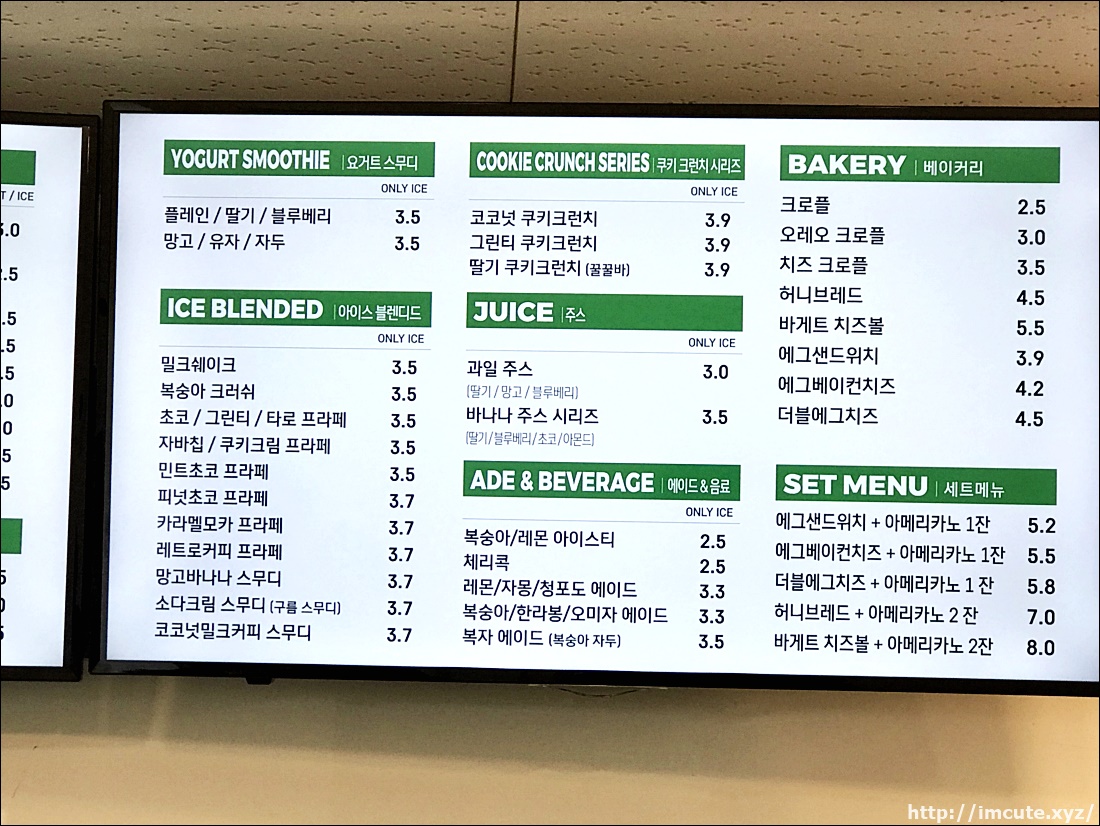 T / ICE
3.0
2.5
.5
.5
.5
.0
0
5
5
5
0
5
YOGURT SMOOTHIE | 요거트 스무디
ONLY ICE
플레인 / 딸기 / 블루베리 3.5
망고 / 유자 / 자두 3.5
ICE BLENDED | 아이스 블렌디드
ONLY ICE
밀크쉐이크 3.5
복숭아 크러쉬 3.5
초코 / 그린티 / 타로 프라페 3.5
자바칩 / 쿠키크림 프라페 3.5
민트초코 프라페 3.5
피넛초코 프라페 3.7
카라멜모카 프라페 3.7
레트로커피 프라페 3.7
망고바나나 스무디 3.7
소다크림 스무디 (구름 스무디) 3.7
코코넛밀크커피 스무디 3.7
COOKIE CRUNCH SERIES | 쿠키 크런치 시리즈
ONLY ICE
코코넛 쿠키크런치 3.9
그린티 쿠키크런치 3.9
딸기 쿠키크런치 (꿀꿀바) 3.9
JUICE | 주스
ONLY ICE
과일 주스 3.0
(딸기 / 망고 / 블루베리)
바나나 주스 시리즈 3.5
(딸기/블루베리/초코/아몬드)
ADE & BEVERAGE | 에이드 & 음료
ONLY ICE
복숭아/레몬 아이스티 2.5
체리콕 2.5
레몬/자몽/청포도 에이드 3.3
복숭아/한라봉/오미자 에이드 3.3
복자 에이드 (복숭아 자두) 3.5
BAKERY | 베이커리
크로플 2.5
오레오 크로플 3.0
치즈 크로플 3.5
허니브레드 4.5
바게트 치즈볼 5.5
에그샌드위치 3.9
에그베이컨치즈 4.2
더블에그치즈 4.5
SET MENU | 세트메뉴
에그샌드위치 + 아메리카노 1잔 5.2
에그베이컨치즈 + 아메리카노 1잔 5.5
더블에그치즈 + 아메리카노 1 잔 5.8
허니브레드 + 아메리카노 2 잔 7.0
바게트 치즈볼 + 아메리카노 2잔 8.0
http://imcute.xyz/